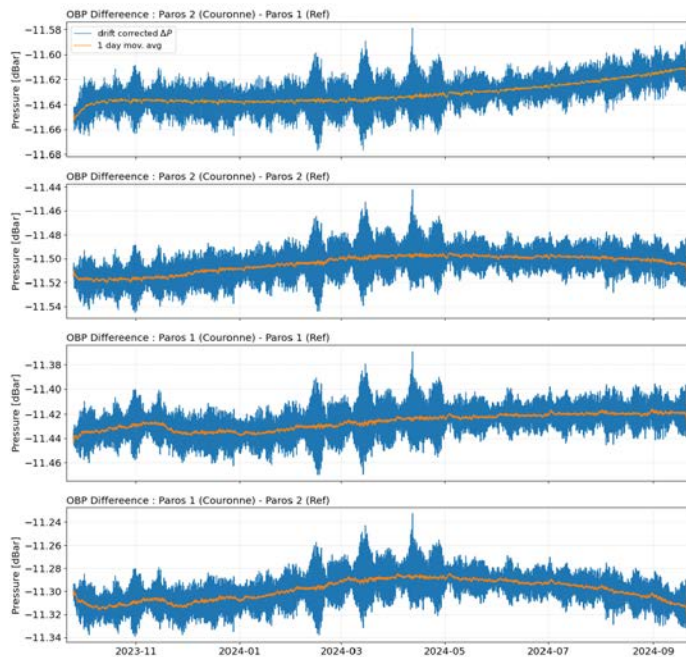 OBP Differeence : Paros 2 (Couronne) - Paros 1 (Ref)
−11.58
−11.62
−11.64
−11.66
−11.68
Pressure [dBar]
drift corrected ΔP
1 day mov. avg
OBP Differeence : Paros 2 (Couronne) - Paros 2 (Ref)
−11.44
−11.46
−11.48
−11.50
−11.52
−11.54
Pressure [dBar]
OBP Differeence : Paros 1 (Couronne) - Paros 1 (Ref)
−11.38
−11.40
−11.42
−11.44
−11.46
Pressure [dBar]
OBP Differeence : Paros 1 (Couronne) - Paros 2 (Ref)
−11.24
−11.26
−11.28
−11.30
−11.32
−11.34
Pressure [dBar]
2023-11 2024-01 2024-03 2024-05 2024-07 2024-09